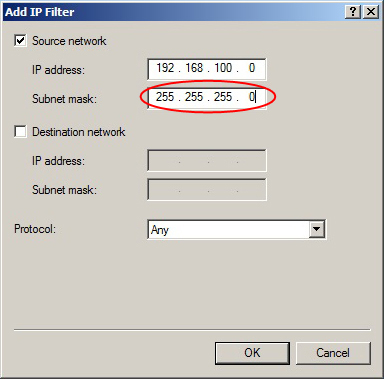 Add IP Filter
Source network
IP address: 192 . 168 . 100 . 0
Subnet mask: 255 . 255 . 255 . 0
Destination network
IP address: . . .
Subnet mask: . . .
Protocol: Any
OK Cancel